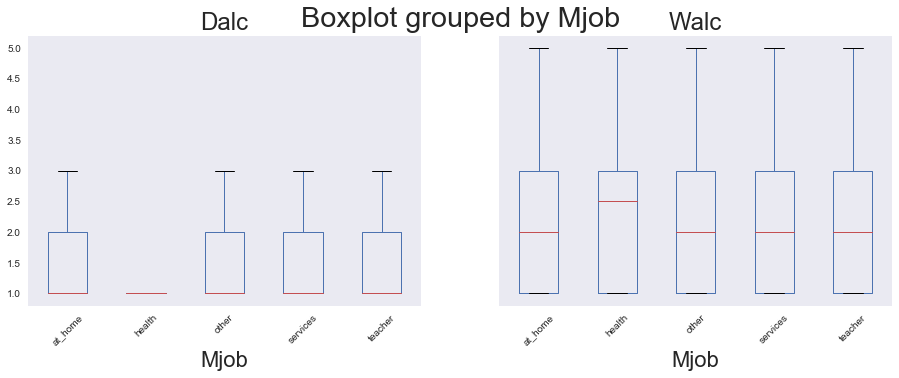 Boxplot grouped by Mjob
Dalc
Walc
5.0
4.5
4.0
3.5
3.0
2.5
2.0
1.5
1.0
at_home
health
other
services
teacher
at_home
health
other
services
teacher
Mjob
Mjob